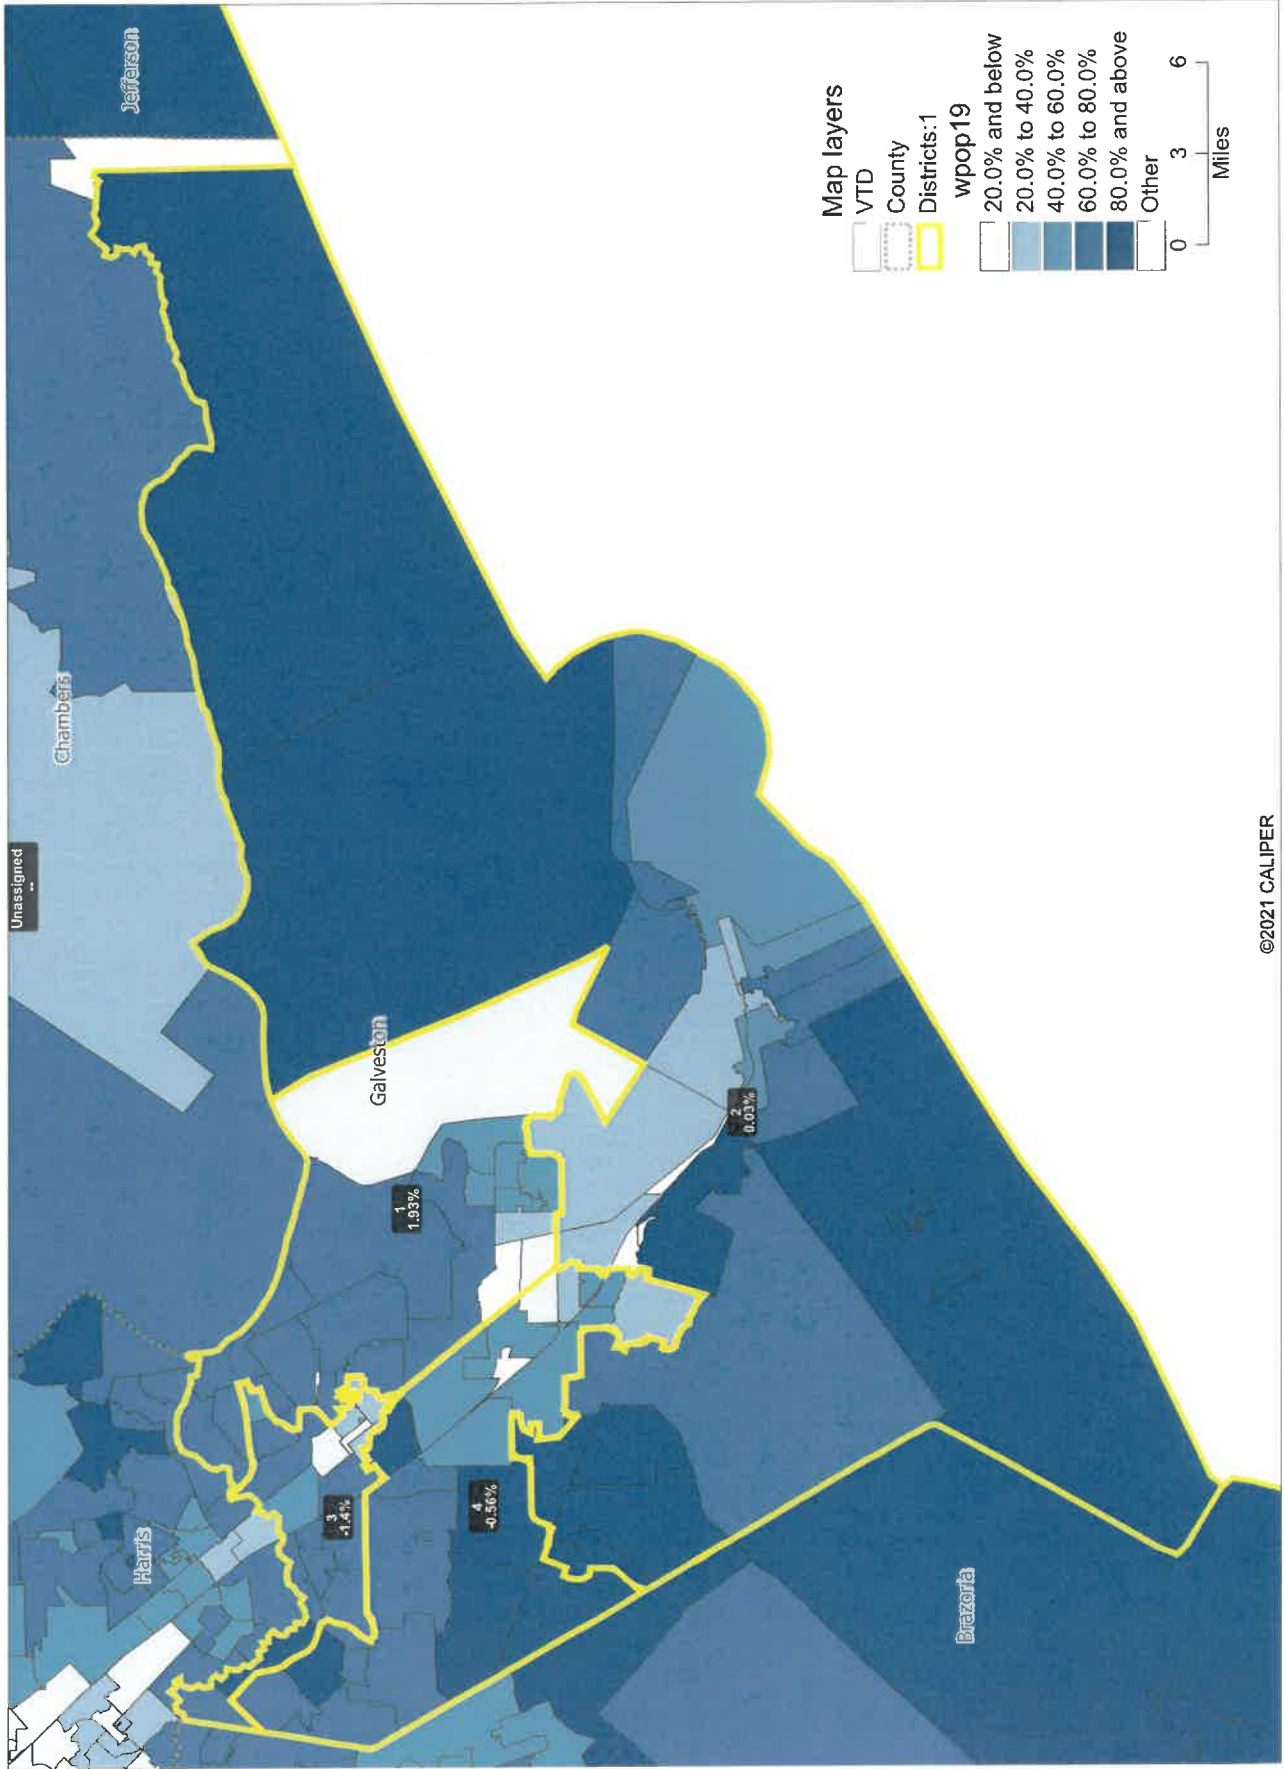 Jefferson
Chambers
Unassigned
--
Galveston
1
1.93%
2
0.03%
Harris
3
-1.4%
4
-0.56%
Brazoria
Map layers
VTD
County
Districts:1
wpop19
20.0% and below
20.0% to 40.0%
40.0% to 60.0%
60.0% to 80.0%
80.0% and above
Other
0 3 6
Miles
©2021 CALIPER